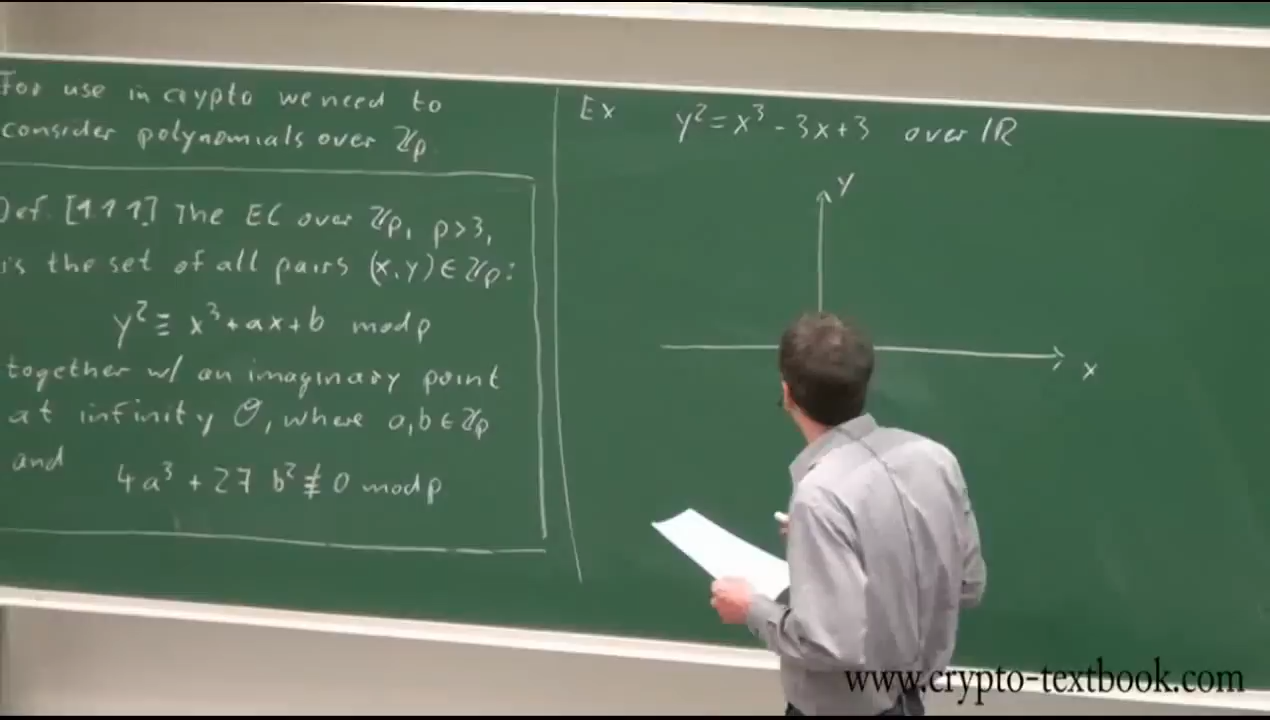 For use in crypto we need to
consider polynomials over ℤp
Def. [9.1.1] The EC over ℤp, p>3,
is the set of all pairs (x,y) ∈ ℤp:
y² ≡ x³+ax+b mod p
together w/ an imaginary point
at infinity O, where a,b ∈ ℤp
and
4a³ + 27 b² ≢ 0 mod p
Ex y² = x³ - 3x+3 over ℝ
y
x
www.crypto-textbook.com